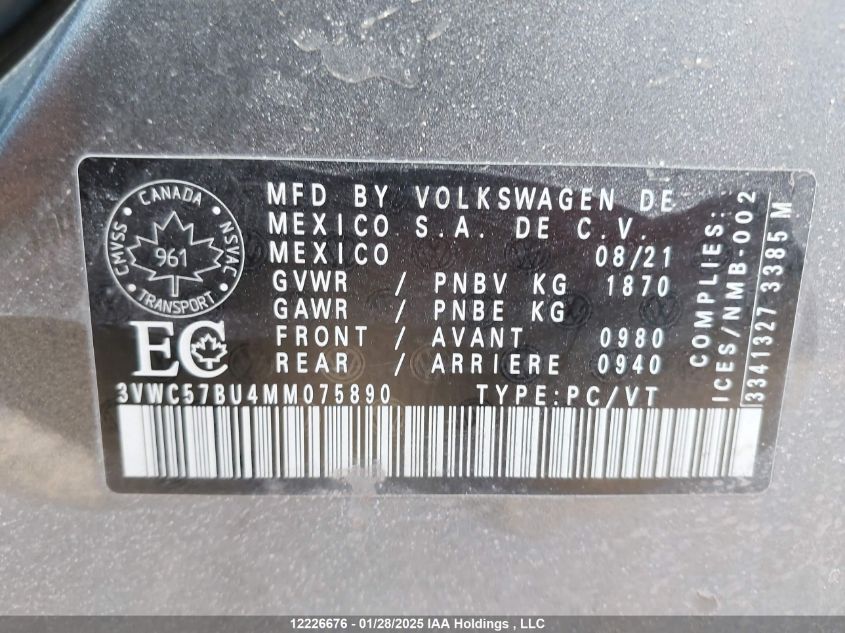 CANADA
CMVSS
NSVAC
961
TRANSPORT
EC
MFD BY VOLKSWAGEN DE
MEXICO S.A. DE C.V.
MEXICO 08/21
GVWR / PNBV KG 1870
GAWR / PNBE KG
FRONT / AVANT 0980
REAR / ARRIERE 0940
3VWC57BU4MM075890 TYPE:PC/VT
COMPLIES:
ICES/NMB-002
3341327 3385 M
12226676 - 01/28/2025 IAA Holdings , LLC